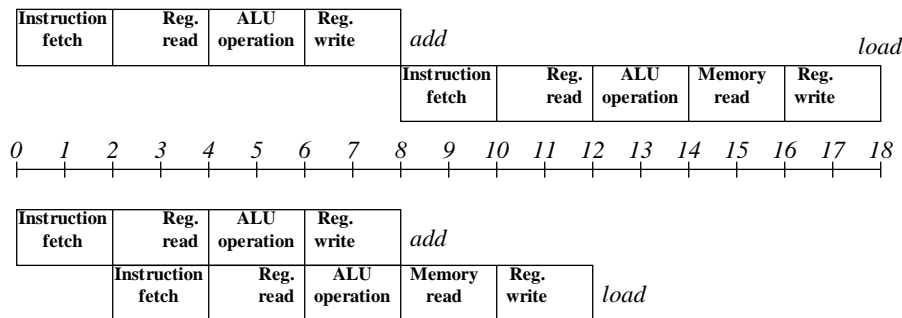 Instruction Reg. ALU Reg.
fetch read operation write add load
Instruction Reg. ALU Memory Reg.
fetch read operation read write
0 1 2 3 4 5 6 7 8 9 10 11 12 13 14 15 16 17 18
Instruction Reg. ALU Reg.
fetch read operation write add
Instruction Reg. ALU Memory Reg.
fetch read operation read write load